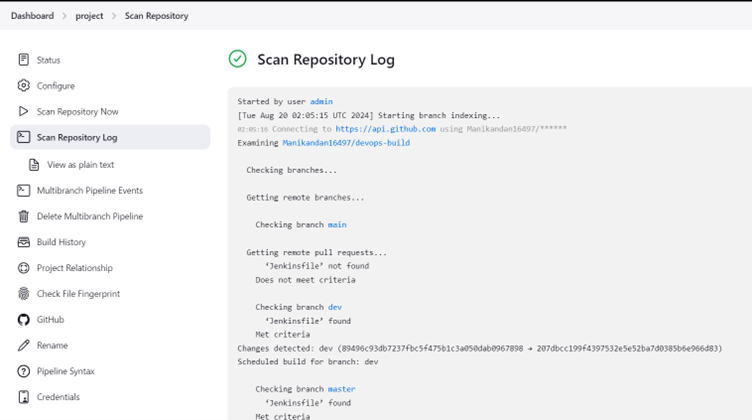 Dashboard > project > Scan Repository
Status
Configure
Scan Repository Now
Scan Repository Log
View as plain text
Multibranch Pipeline Events
Delete Multibranch Pipeline
Build History
Project Relationship
Check File Fingerprint
GitHub
Rename
Pipeline Syntax
Credentials
Scan Repository Log
Started by user admin
[Tue Aug 20 02:05:15 UTC 2024] Starting branch indexing...
02:05:16 Connecting to https://api.github.com using Manikandan16497/******
Examining Manikandan16497/devops-build
Checking branches...
Getting remote branches...
Checking branch main
Getting remote pull requests...
‘Jenkinsfile’ not found
Does not meet criteria
Checking branch dev
‘Jenkinsfile’ found
Met criteria
Changes detected: dev (89496c93db7237fbc5f475b1c3a050dab0967898 → 207dbcc199f4397532e5e52ba7d0385b6e966d83)
Scheduled build for branch: dev
Checking branch master
‘Jenkinsfile’ found
Met criteria